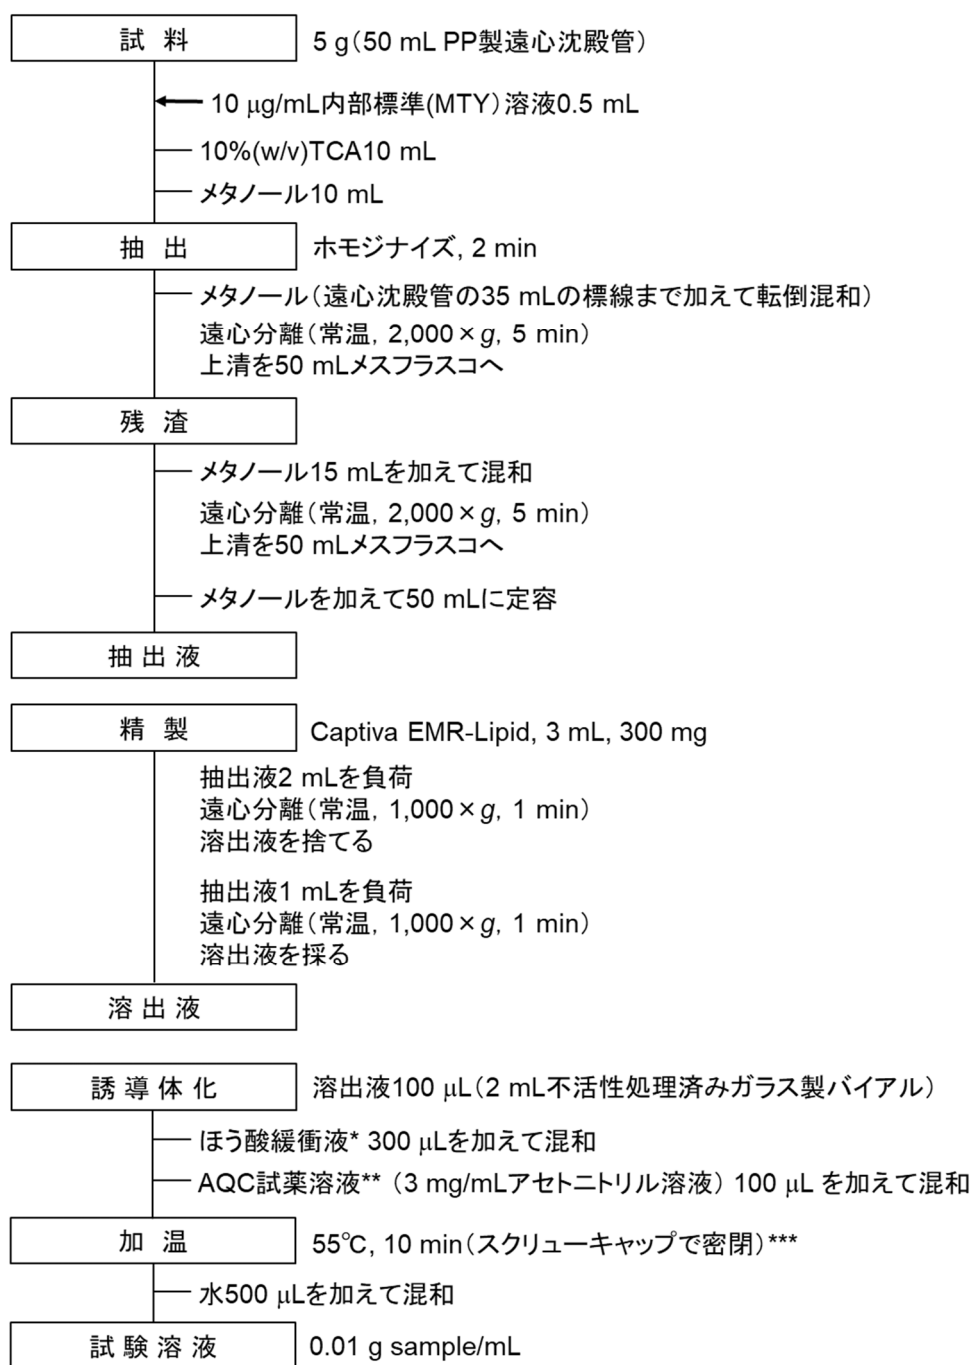 試 料 5 g（50 mL PP製遠心沈殿管）
10 μg/mL内部標準(MTY）溶液0.5 mL
10%(w/v)TCA10 mL
メタノール10 mL
抽 出 ホモジナイズ, 2 min
メタノール（遠心沈殿管の35 mLの標線まで加えて転倒混和）
遠心分離（常温，2,000×g，5 min）
上清を50 mLメスフラスコへ
残 渣
メタノール15 mLを加えて混和
遠心分離（常温，2,000×g，5 min）
上清を50 mLメスフラスコへ
メタノールを加えて50 mLに定容
抽 出 液
精 製 Captiva EMR-Lipid, 3 mL, 300 mg
抽出液2 mLを負荷
遠心分離（常温，1,000×g，1 min）
溶出液を捨てる
抽出液1 mLを負荷
遠心分離（常温，1,000×g，1 min）
溶出液を採る
溶 出 液
誘 導 体 化 溶出液100 μL（2 mL不活性処理済みガラス製バイアル）
ほう酸緩衝液* 300 μLを加えて混和
AQC試薬溶液** （3 mg/mLアセトニトリル溶液）100 μL を加えて混和
加 温 55℃, 10 min（スクリューキャップで密閉）***
水500 μLを加えて混和
試 験 溶 液 0.01 g sample/mL